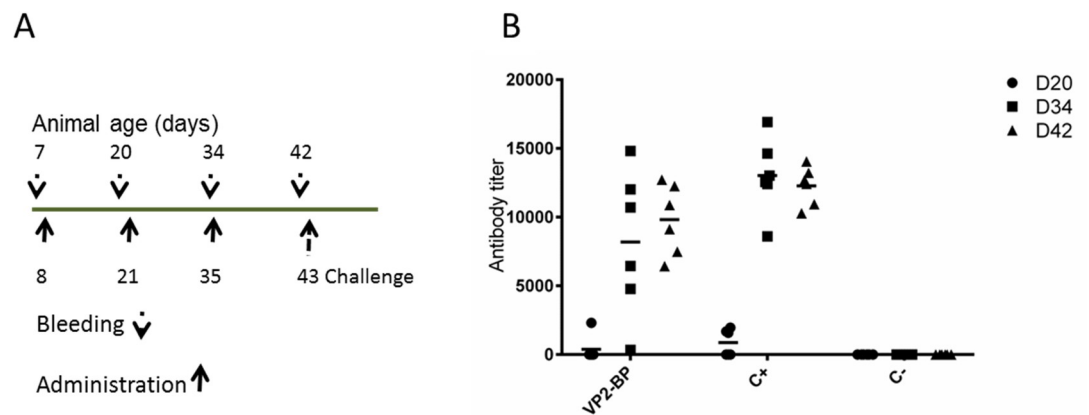 A
Animal age (days)
7 20 34 42
8 21 35 43 Challenge
Bleeding
Administration
B
20000
15000
10000
5000
0
Antibody titer
VP2-BP
C+
C-
D20
D34
D42